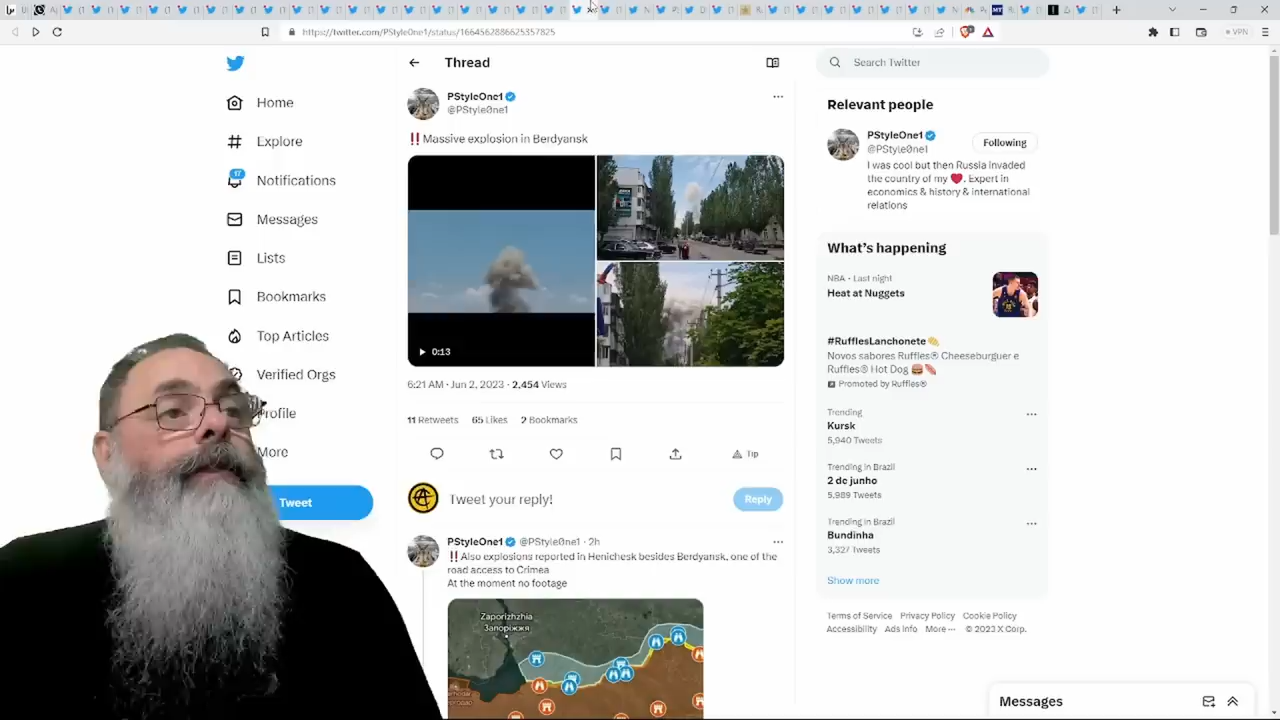 https://twitter.com/PStyle0ne1/status/1664562886625357825
VPN
Home
Explore
17
Notifications
Messages
Lists
Bookmarks
Top Articles
Verified Orgs
Profile
More
Tweet
Thread
PStyleOne1
@PStyle0ne1
‼️Massive explosion in Berdyansk
0:13
6:21 AM · Jun 2, 2023 · 2,454 Views
11 Retweets 65 Likes 2 Bookmarks
Tip
Tweet your reply!
Reply
PStyleOne1 @PStyle0ne1 · 2h
‼️Also explosions reported in Henichesk besides Berdyansk, one of the
road access to Crimea
At the moment no footage
Zaporizhzhia
Запоріжжя
Search Twitter
Relevant people
PStyleOne1
@PStyle0ne1
Following
I was cool but then Russia invaded
the country of my ❤️. Expert in
economics & history & international
relations
What's happening
NBA · Last night
Heat at Nuggets
#RufflesLanchonete
Novos sabores Ruffles® Cheeseburguer e
Ruffles® Hot Dog
Promoted by Ruffles®
Trending
Kursk
5,940 Tweets
Trending in Brazil
2 de junho
5,989 Tweets
Trending in Brazil
Bundinha
3,327 Tweets
Show more
Terms of Service Privacy Policy Cookie Policy
Accessibility Ads info More ··· © 2023 X Corp.
Messages